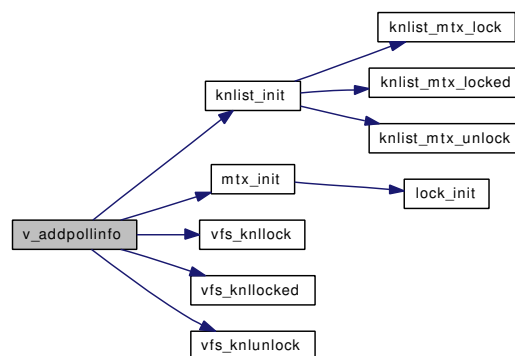 knlist_mtx_lock
knlist_init
knlist_mtx_locked
knlist_mtx_unlock
mtx_init
lock_init
v_addpollinfo
vfs_knllock
vfs_knllocked
vfs_knlunlock